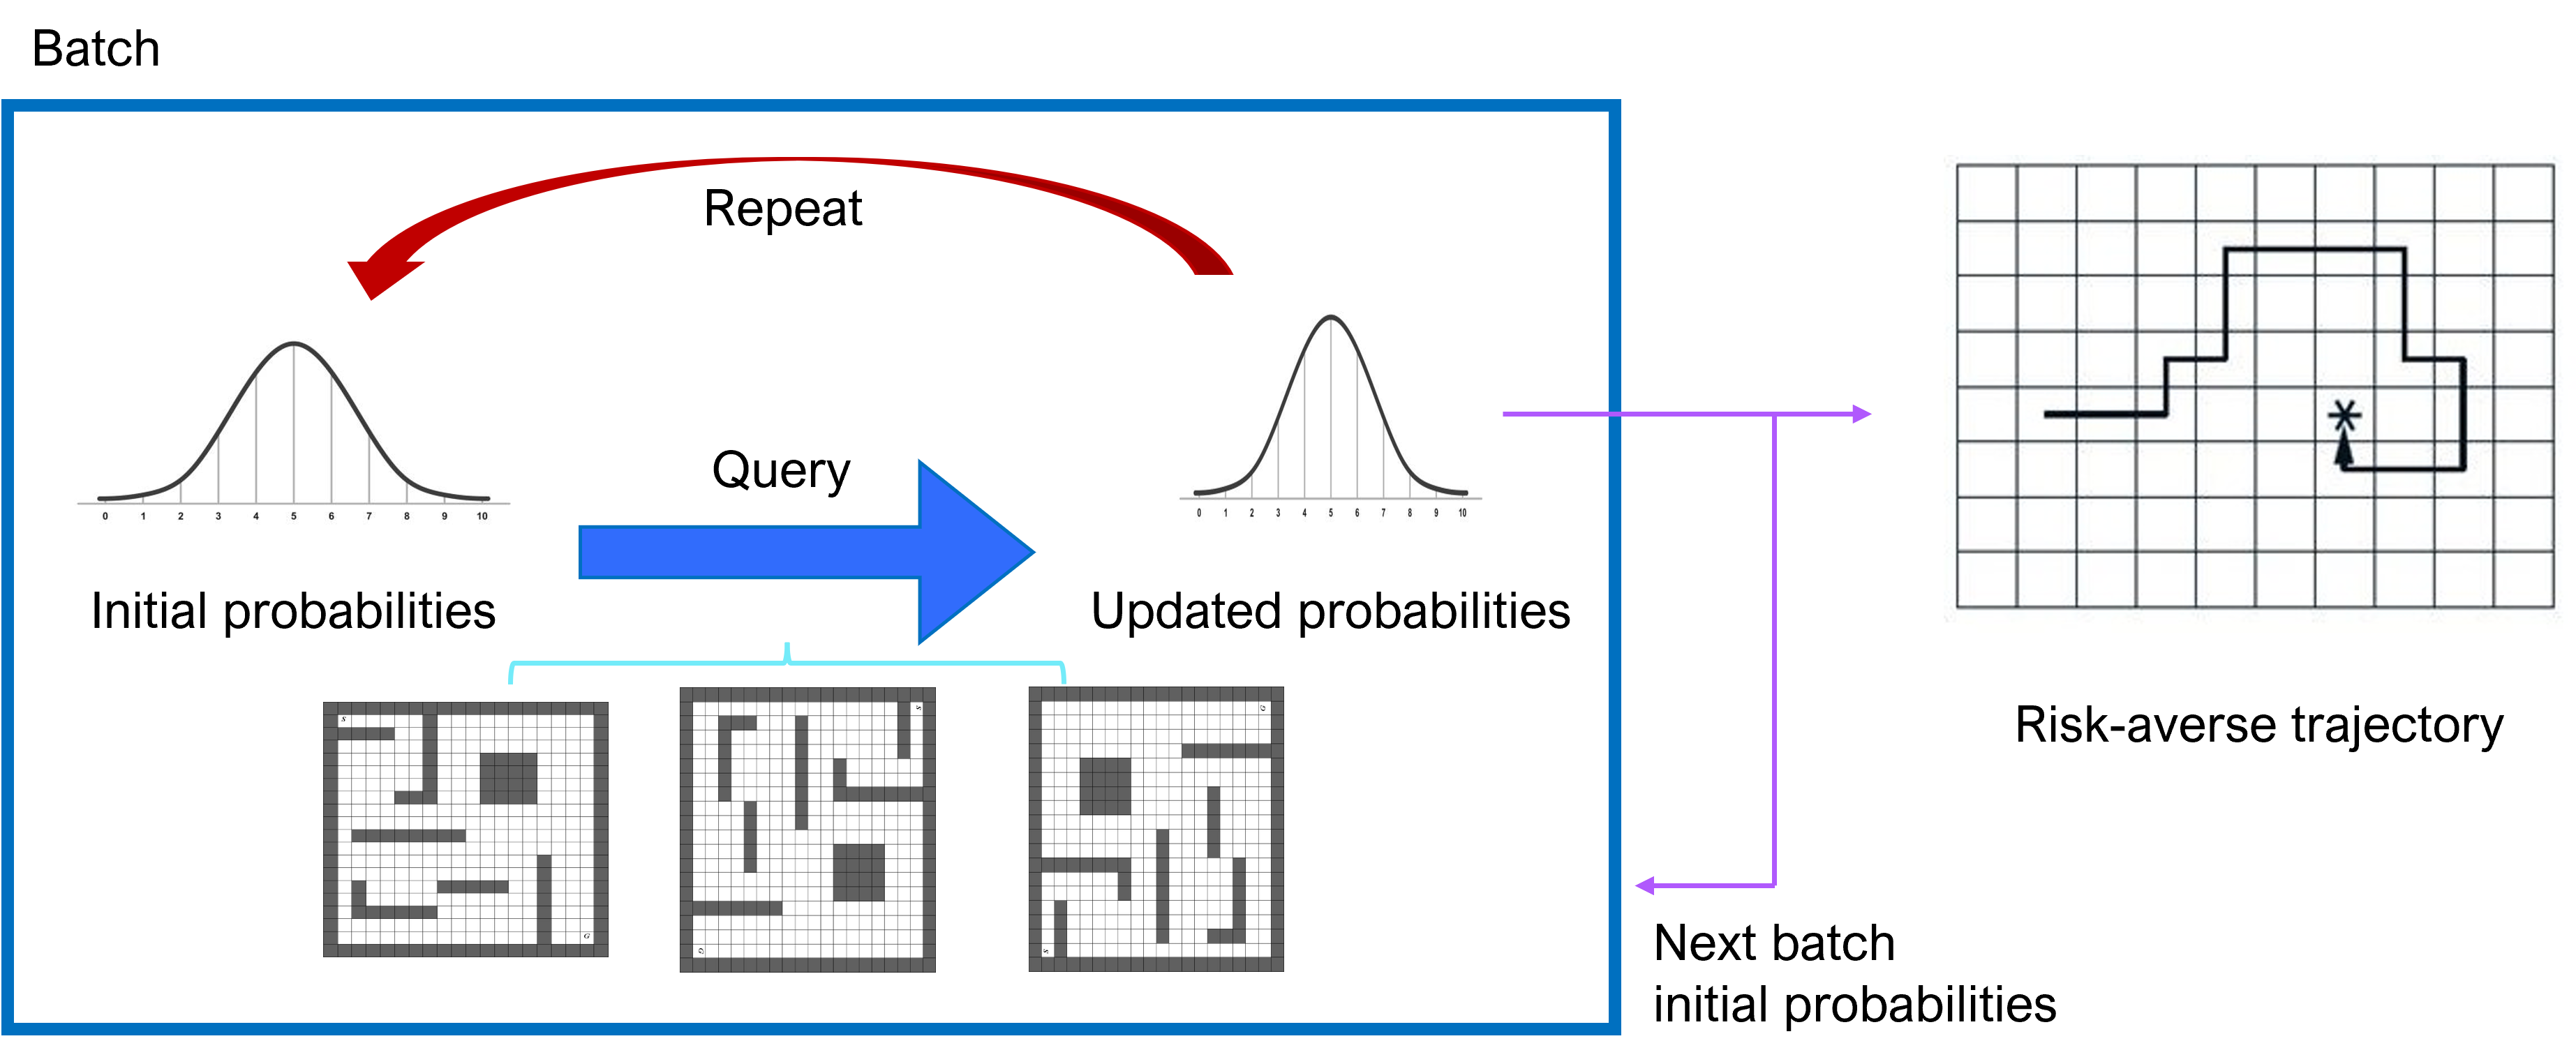 Batch
Repeat
Query
0 1 2 3 4 5 6 7 8 9 10
0 1 2 3 4 5 6 7 8 9 10
Initial probabilities
Updated probabilities
S
G
S
G
G
S
Risk-averse trajectory
Next batch
initial probabilities